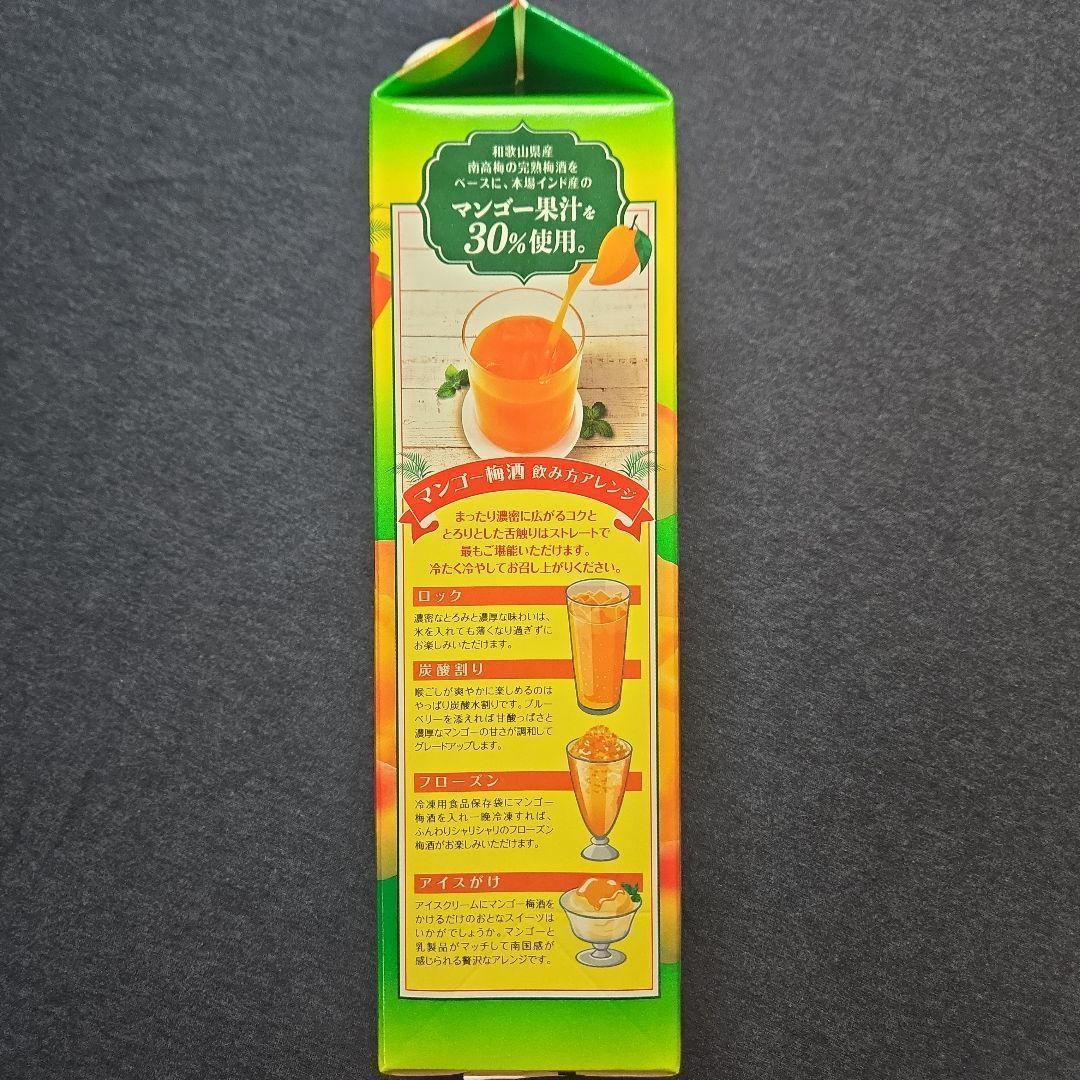 和歌山県産
南高梅の完熟梅酒を
ベースに、本場インド産の
マンゴー果汁を
30%使用。
マンゴー梅酒 飲み方アレンジ
まったり濃密に広がるコクと
とろりとした舌触りはストレートで
最もご堪能いただけます。
冷たく冷やしてお召し上がりください。
ロック
濃密なとろみと濃厚な味わいは、
氷を入れても薄くなり過ぎずに
お楽しみいただけます。
炭酸割り
喉ごしが爽やかに楽しめるのは
やっぱり炭酸水割りです。ブルー
ベリーを添えれば甘酸っぱさと
濃厚なマンゴーの甘さが調和して
グレードアップします。
フローズン
冷凍用食品保存袋にマンゴー
梅酒を入れ一晩冷凍すれば、
ふんわりシャリシャリのフローズン
梅酒がお楽しみいただけます。
アイスがけ
アイスクリームにマンゴー梅酒を
かけるだけのおとなスイーツは
いかがでしょうか。マンゴーと
乳製品がマッチして南国感が
感じられる贅沢なアレンジです。